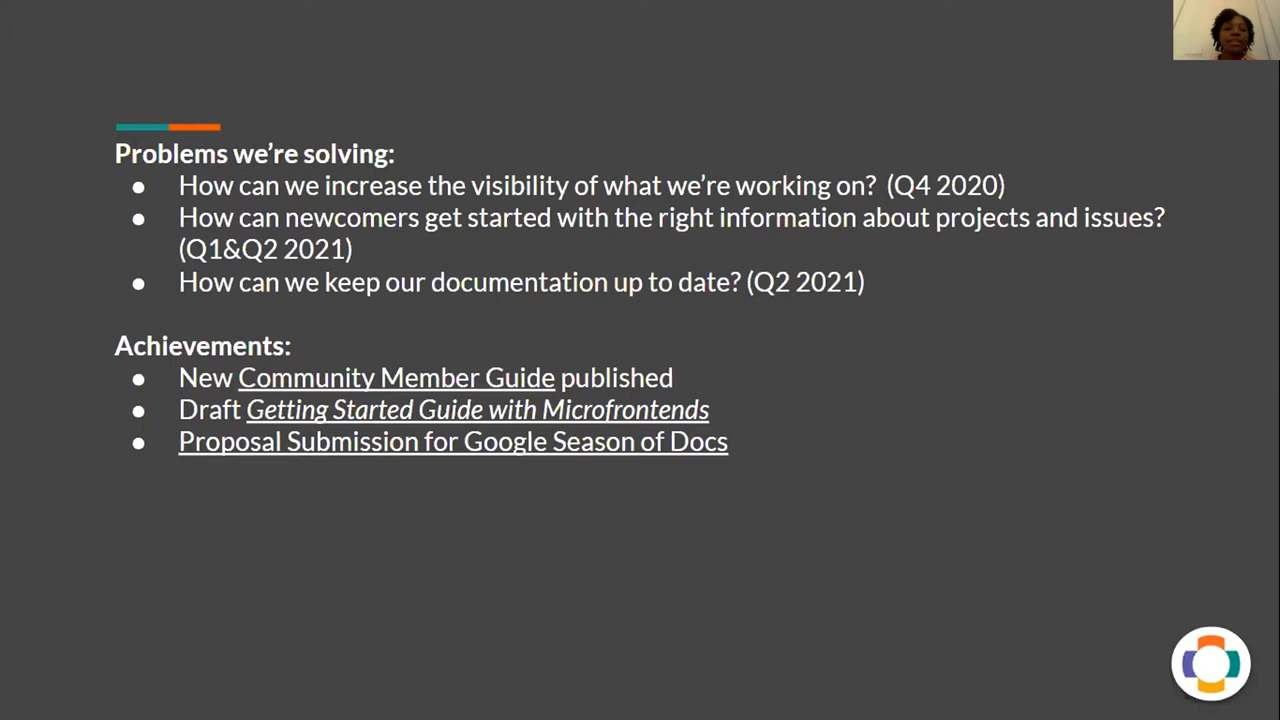 Problems we’re solving:
● How can we increase the visibility of what we’re working on? (Q4 2020)
● How can newcomers get started with the right information about projects and issues?
(Q1&Q2 2021)
● How can we keep our documentation up to date? (Q2 2021)
Achievements:
● New Community Member Guide published
● Draft Getting Started Guide with Microfrontends
● Proposal Submission for Google Season of Docs